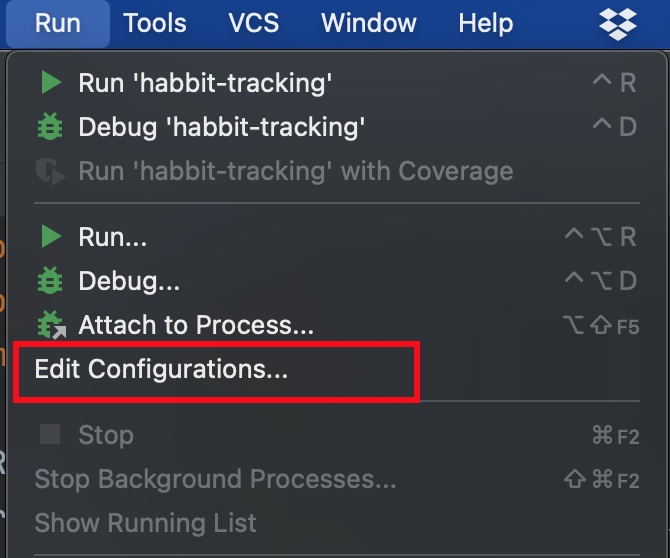 Run Tools VCS Window Help
Run 'habbit-tracking' ^ R
Debug 'habbit-tracking' ^ D
Run 'habbit-tracking' with Coverage
Run... ^ ⌥ R
Debug... ^ ⌥ D
Attach to Process... ⌥ ⇧ F5
Edit Configurations...
Stop ⌘ F2
Stop Background Processes... ⇧ ⌘ F2
Show Running List